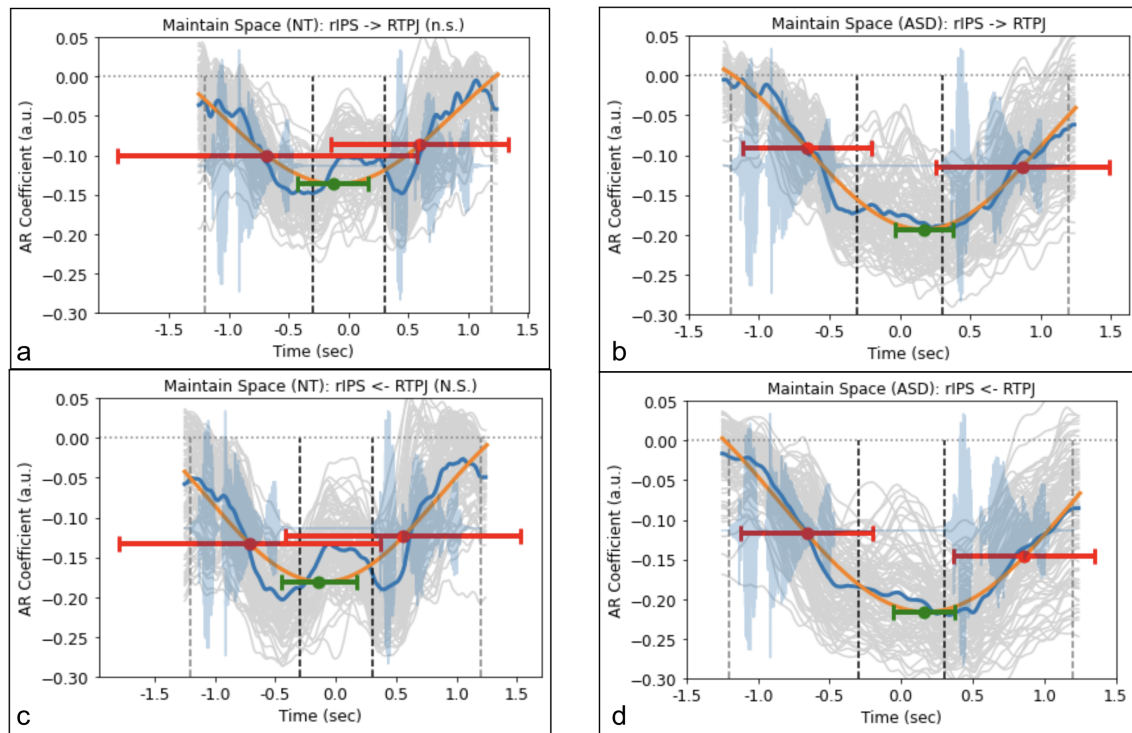 Maintain Space (NT): rIPS -> RTPJ (n.s.)
AR Coefficient (a.u.)
0.05
0.00
−0.05
−0.10
−0.15
−0.20
−0.25
−0.30
-1.5 -1.0 -0.5 0.0 0.5 1.0 1.5
Time (sec)
a
Maintain Space (ASD): rIPS -> RTPJ
AR Coefficient (a.u.)
0.05
0.00
−0.05
−0.10
−0.15
−0.20
−0.25
−0.30
-1.5 -1.0 -0.5 0.0 0.5 1.0 1.5
Time (sec)
b
Maintain Space (NT): rIPS <- RTPJ (N.S.)
AR Coefficient (a.u.)
0.05
0.00
−0.05
−0.10
−0.15
−0.20
−0.25
−0.30
-1.5 -1.0 -0.5 0.0 0.5 1.0 1.5
Time (sec)
c
Maintain Space (ASD): rIPS <- RTPJ
AR Coefficient (a.u.)
0.05
0.00
−0.05
−0.10
−0.15
−0.20
−0.25
−0.30
-1.5 -1.0 -0.5 0.0 0.5 1.0 1.5
Time (sec)
d